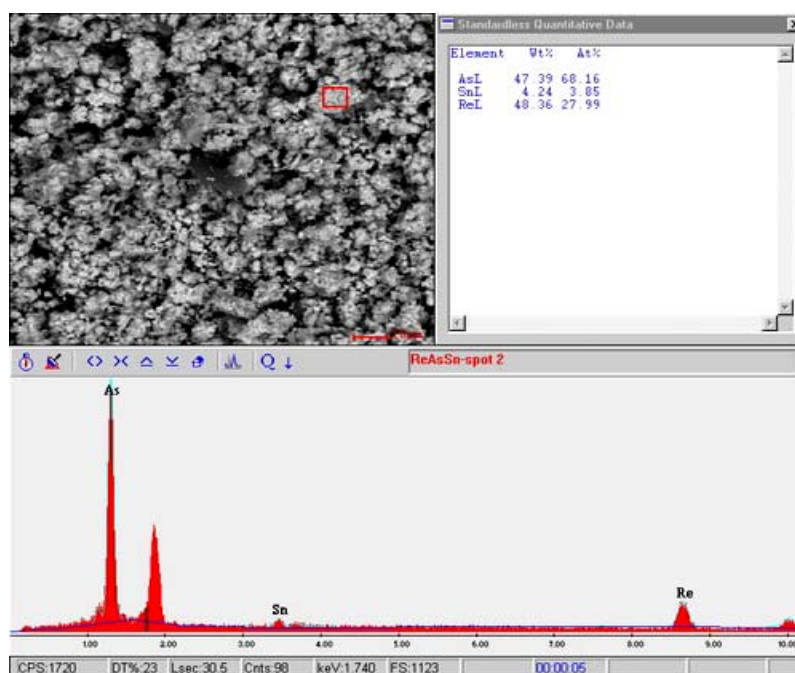 Standardless Quantitative Data
Element Wt% At%
AsL 47.39 68.16
SnL 4.24 3.85
ReL 48.36 27.99
ReAsSn-spot 2
As
Sn
Re
1.00 2.00 3.00 4.00 5.00 6.00 7.00 8.00 9.00 10.00
CPS:1720 DT%:23 Lsec:30.5 Cnts:98 keV:1.740 FS:1123 00:00:05